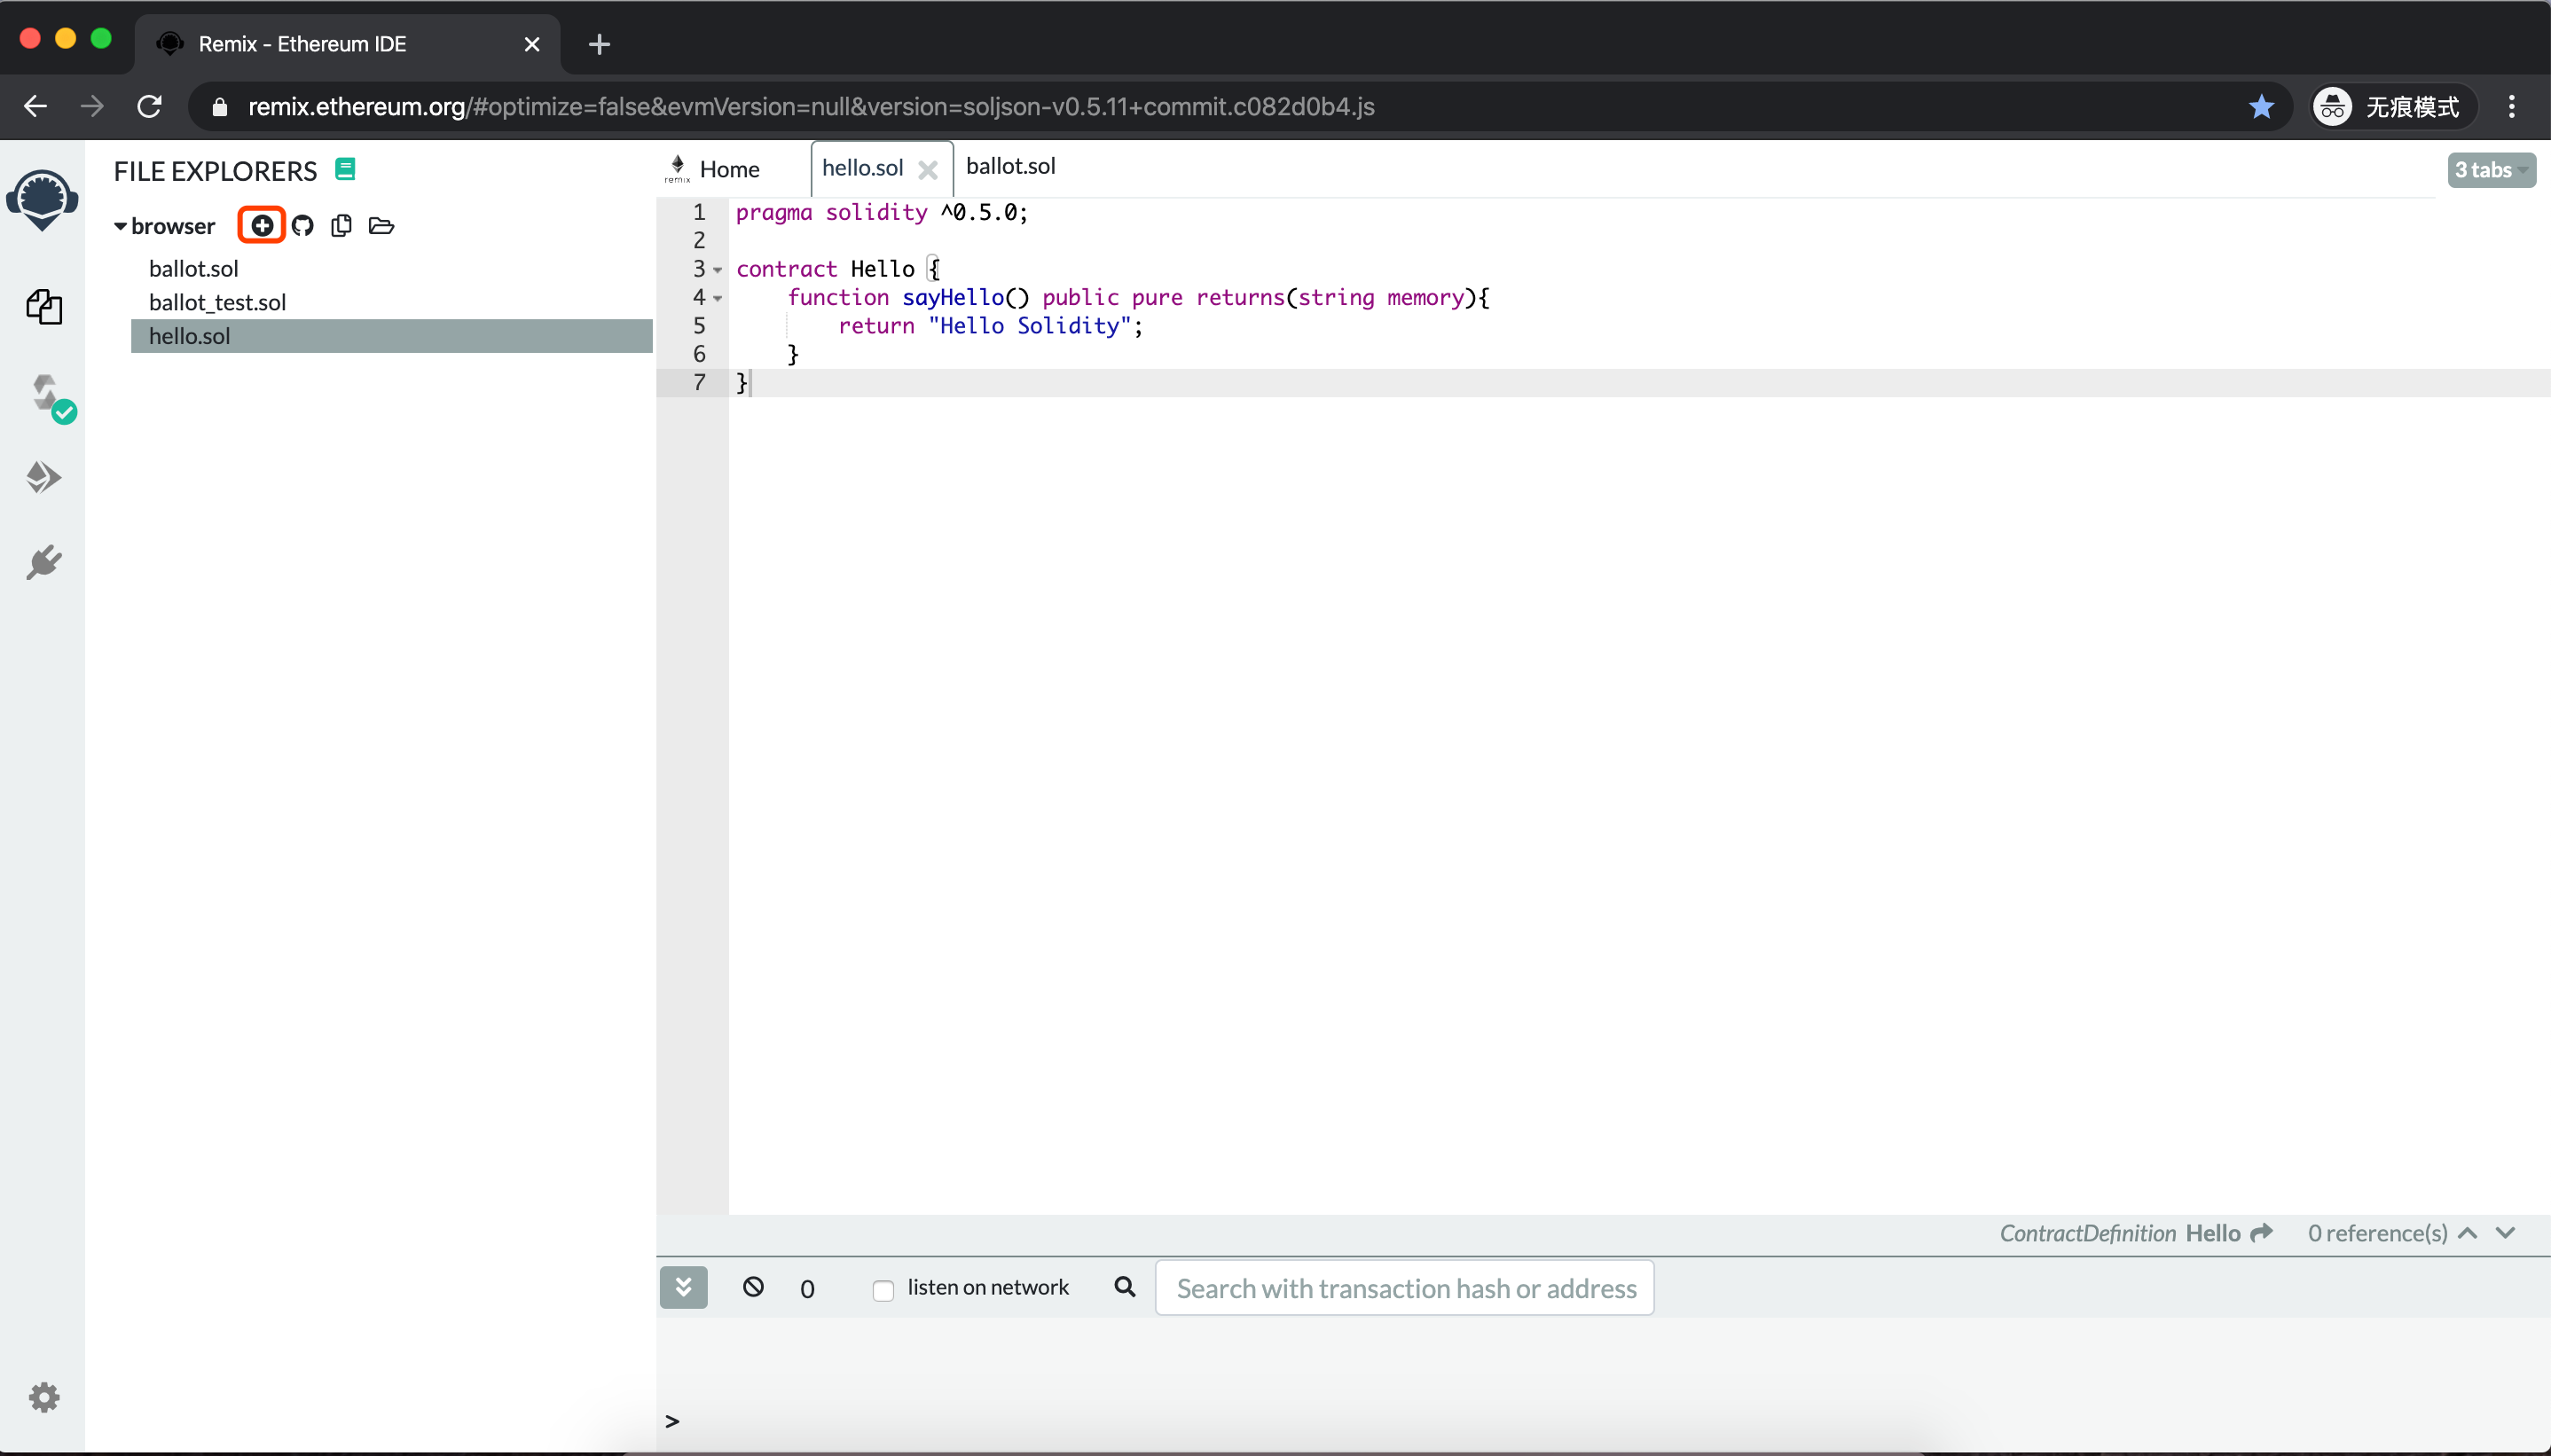 Remix - Ethereum IDE
remix.ethereum.org/#optimize=false&evmVersion=null&version=soljson-v0.5.11+commit.c082d0b4.js
无痕模式
FILE EXPLORERS
browser
ballot.sol
ballot_test.sol
hello.sol
remix
Home
hello.sol
ballot.sol
3 tabs
1 pragma solidity ^0.5.0;
2
3 contract Hello {
4 function sayHello() public pure returns(string memory){
5 return "Hello Solidity";
6 }
7 }
ContractDefinition Hello 0 reference(s)
0 listen on network Search with transaction hash or address
>